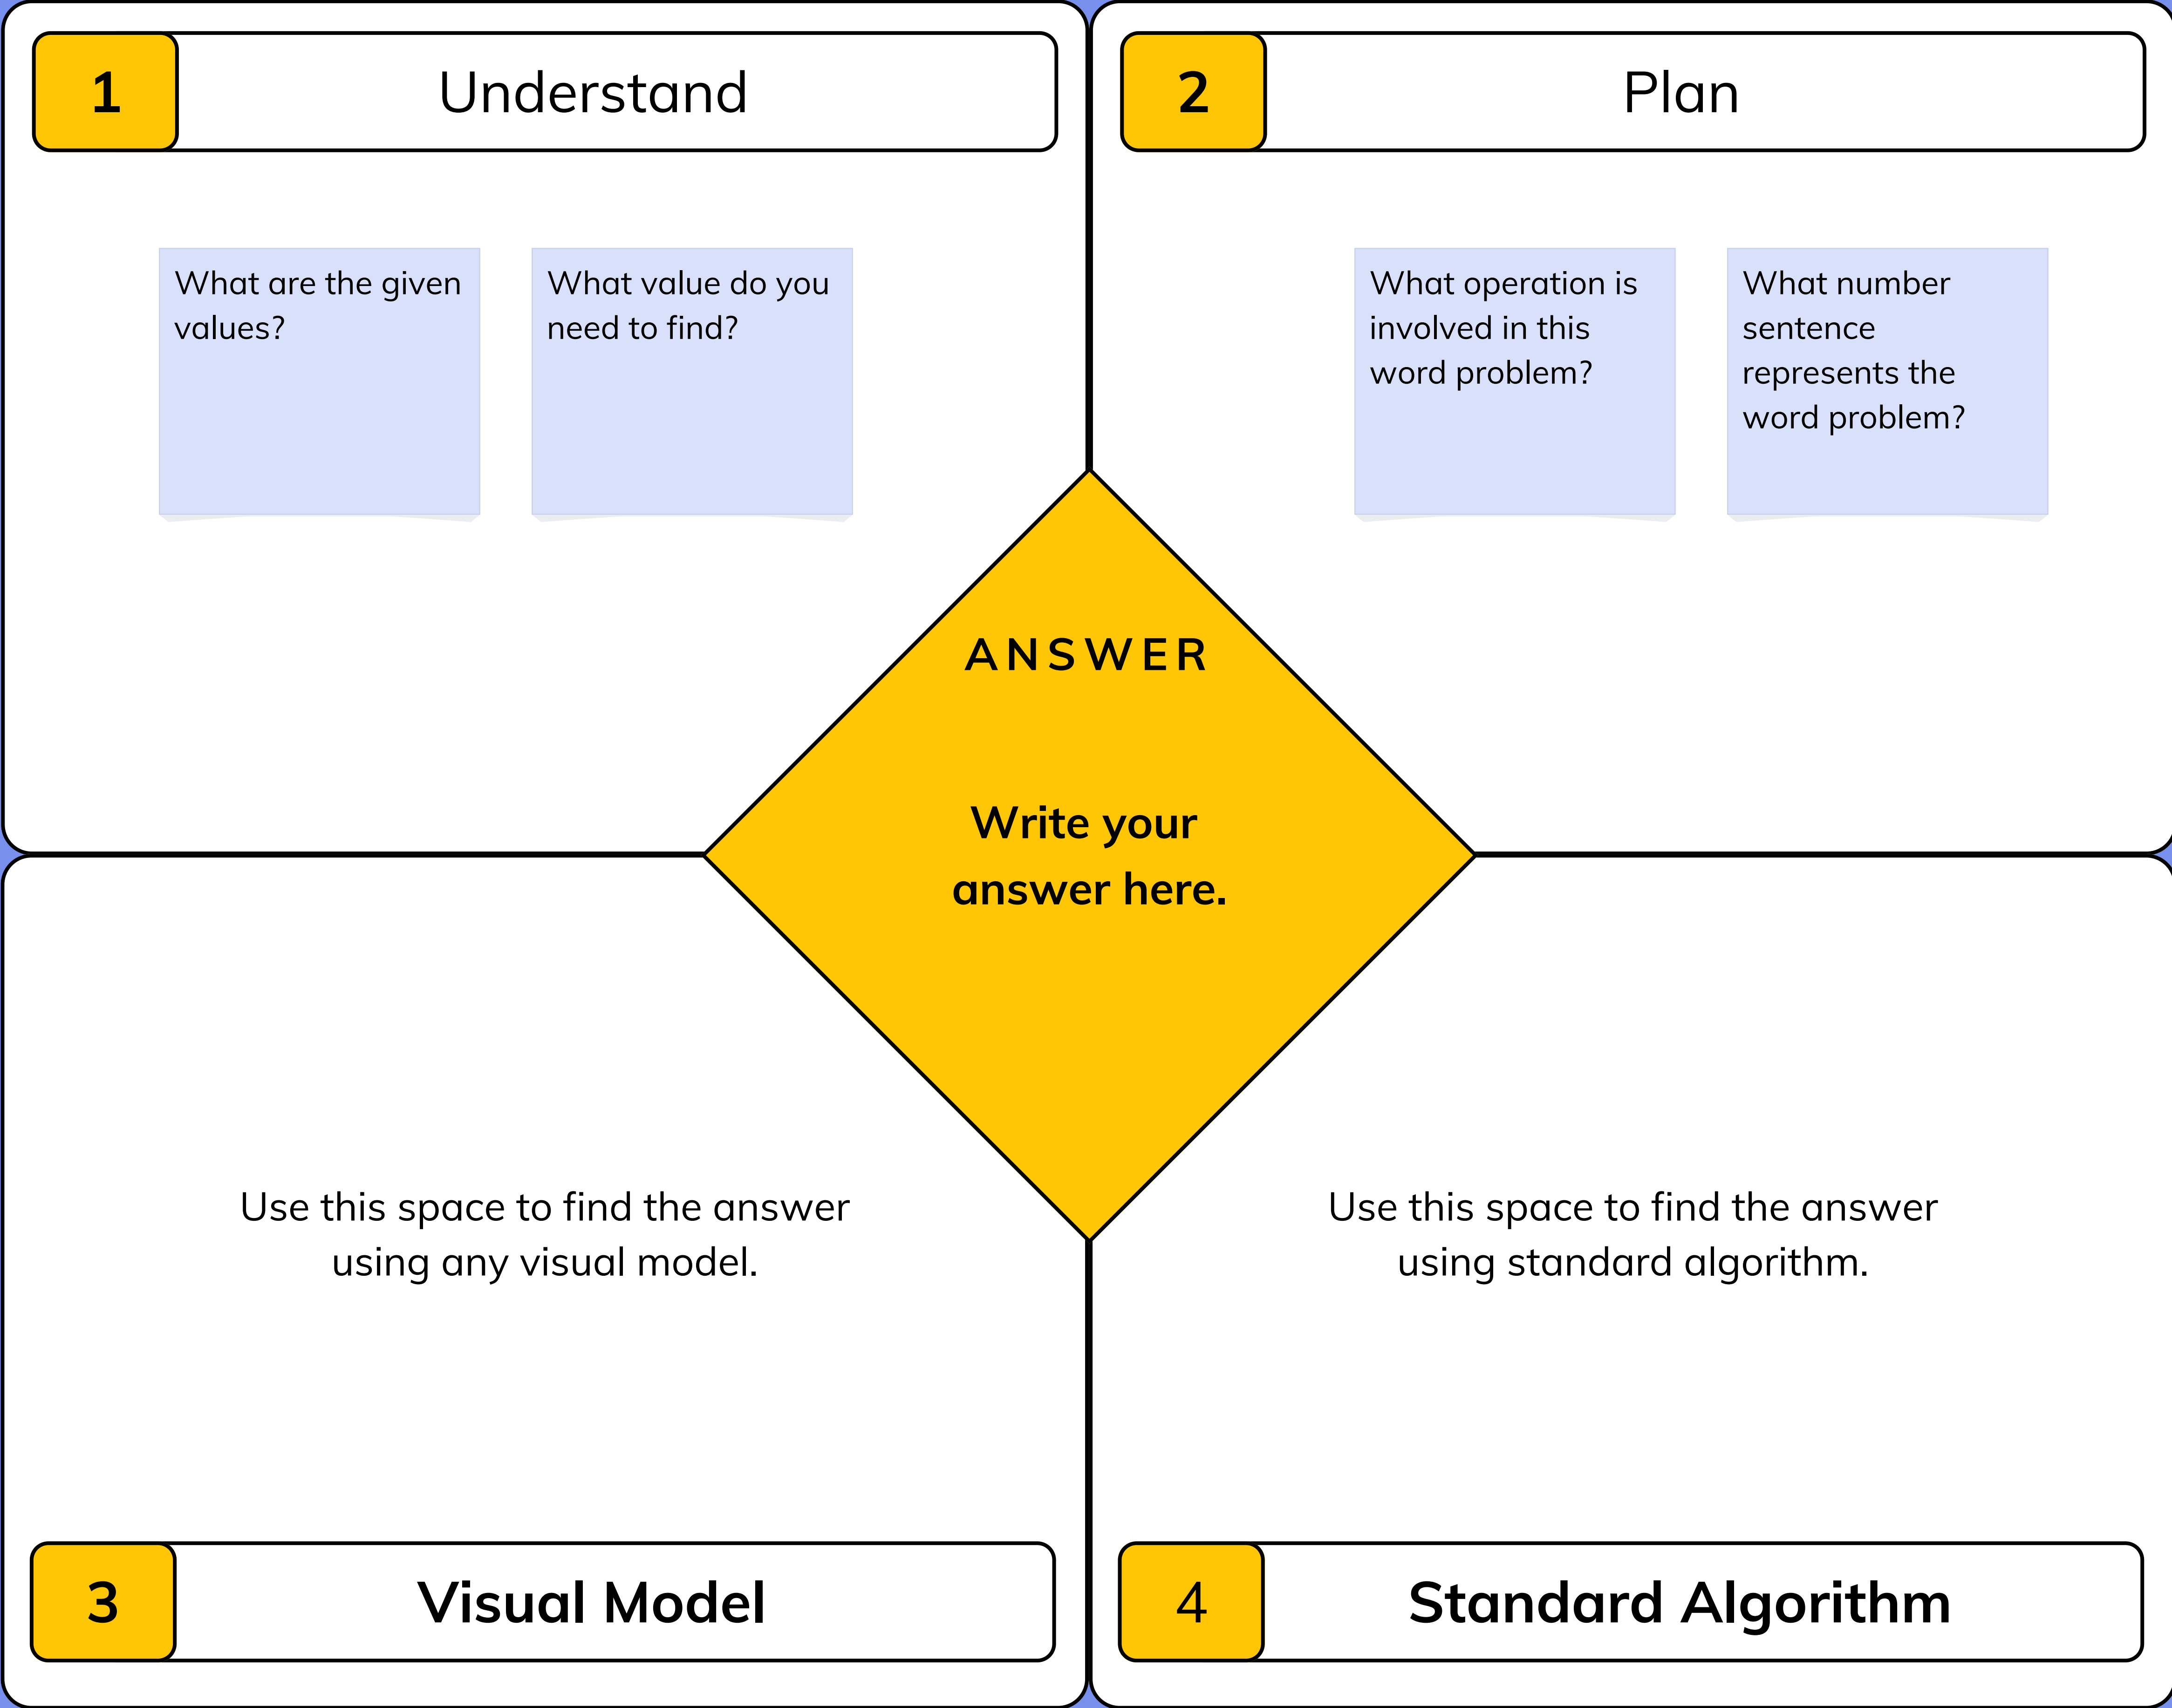 1
Understand
What are the given
values?
What value do you
need to find?
2
Plan
What operation is
involved in this
word problem?
What number
sentence
represents the
word problem?
ANSWER
Write your
answer here.
Use this space to find the answer
using any visual model.
3
Visual Model
Use this space to find the answer
using standard algorithm.
4
Standard Algorithm